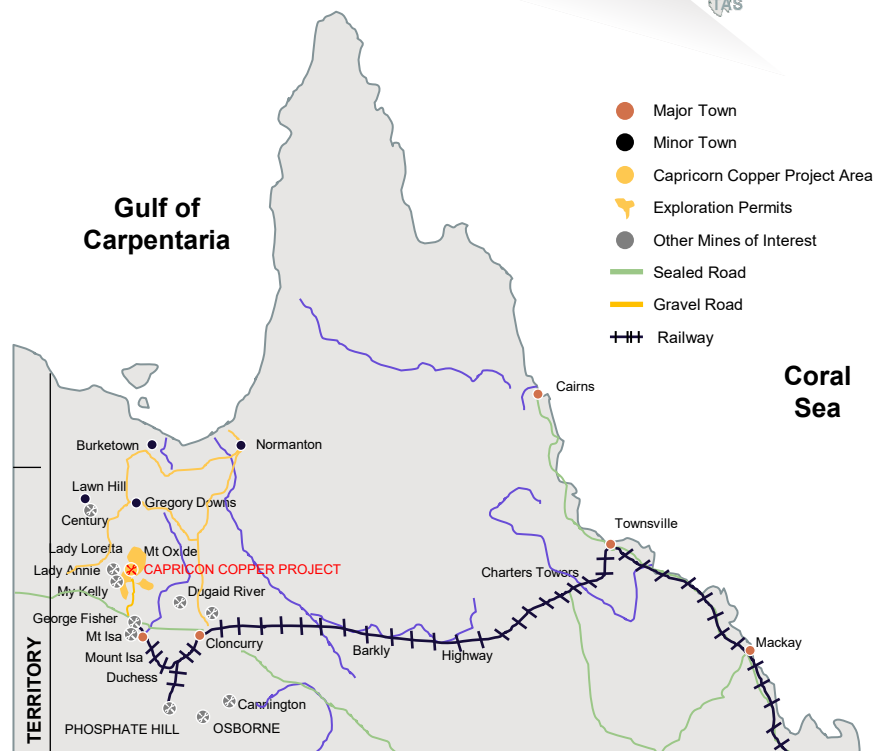 TAS
Major Town
Minor Town
Capricorn Copper Project Area
Exploration Permits
Other Mines of Interest
Sealed Road
Gravel Road
Railway
Gulf of
Carpentaria
Coral
Sea
Cairns
Burketown
Normanton
Lawn Hill
Gregory Downs
Century
Townsville
Lady Loretta
Mt Oxide
Lady Annie
CAPRICON COPPER PROJECT
Charters Towers
My Kelly
Dugaid River
George Fisher
Mt Isa
Cloncurry
Mackay
Barkly
Highway
Mount Isa
Duchess
Cannington
PHOSPHATE HILL
OSBORNE
TERRITORY